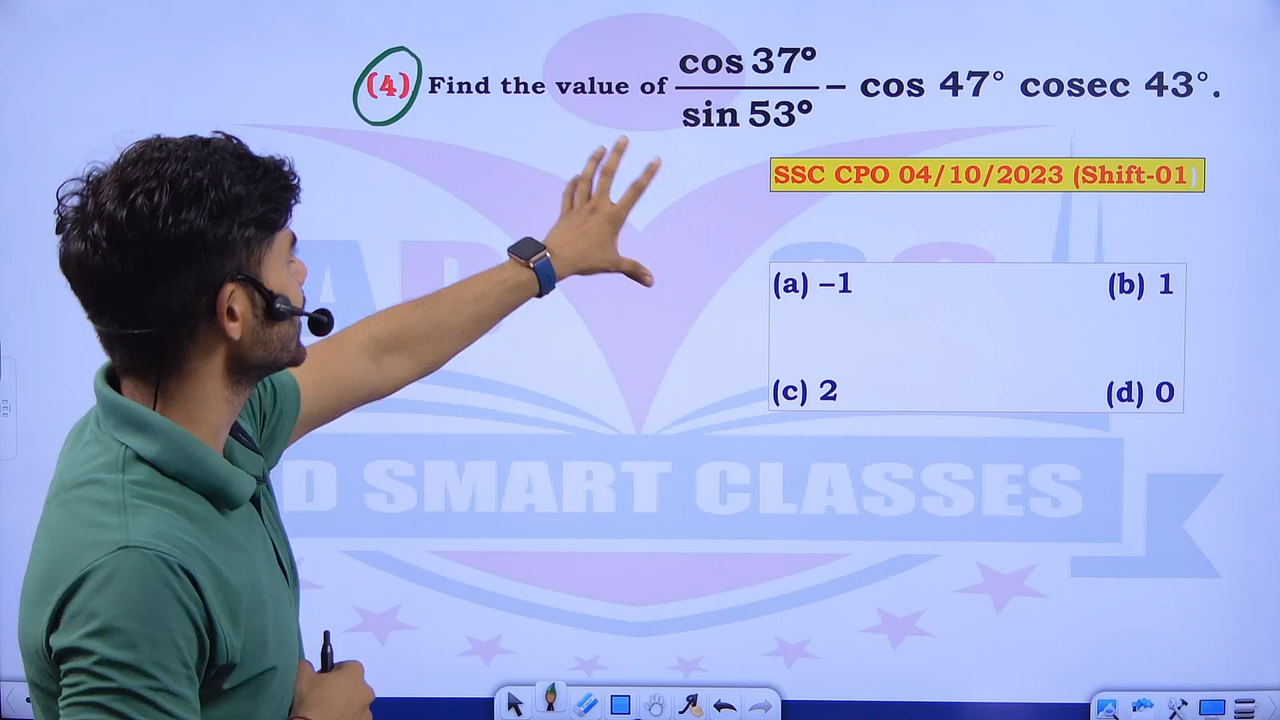 (4). Find the value of cos 37° / sin 53° – cos 47° cosec 43°.
SSC CPO 04/10/2023 (Shift-01)
(a) –1 (b) 1
(c) 2 (d) 0
D SMART CLASSES